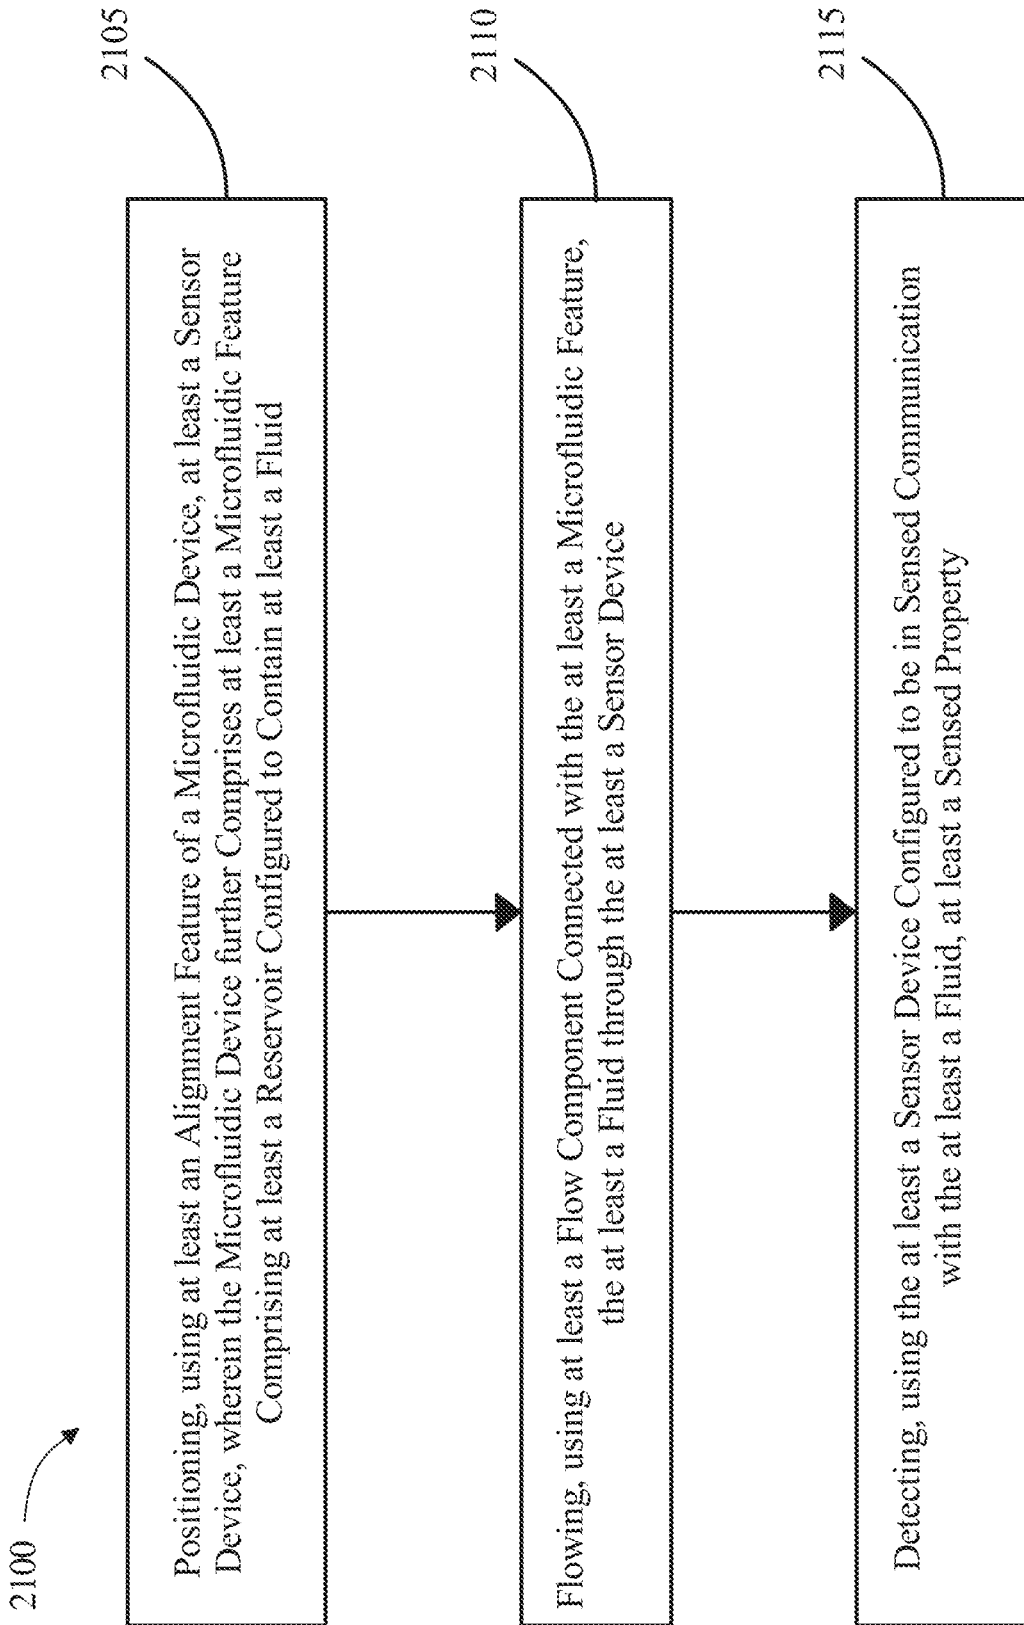 2100
2105
Positioning, using at least an Alignment Feature of a Microfluidic Device, at least a Sensor
Device, wherein the Microfluidic Device further Comprises at least a Microfluidic Feature
Comprising at least a Reservoir Configured to Contain at least a Fluid
2110
Flowing, using at least a Flow Component Connected with the at least a Microfluidic Feature,
the at least a Fluid through the at least a Sensor Device
2115
Detecting, using the at least a Sensor Device Configured to be in Sensed Communication
with the at least a Fluid, at least a Sensed Property